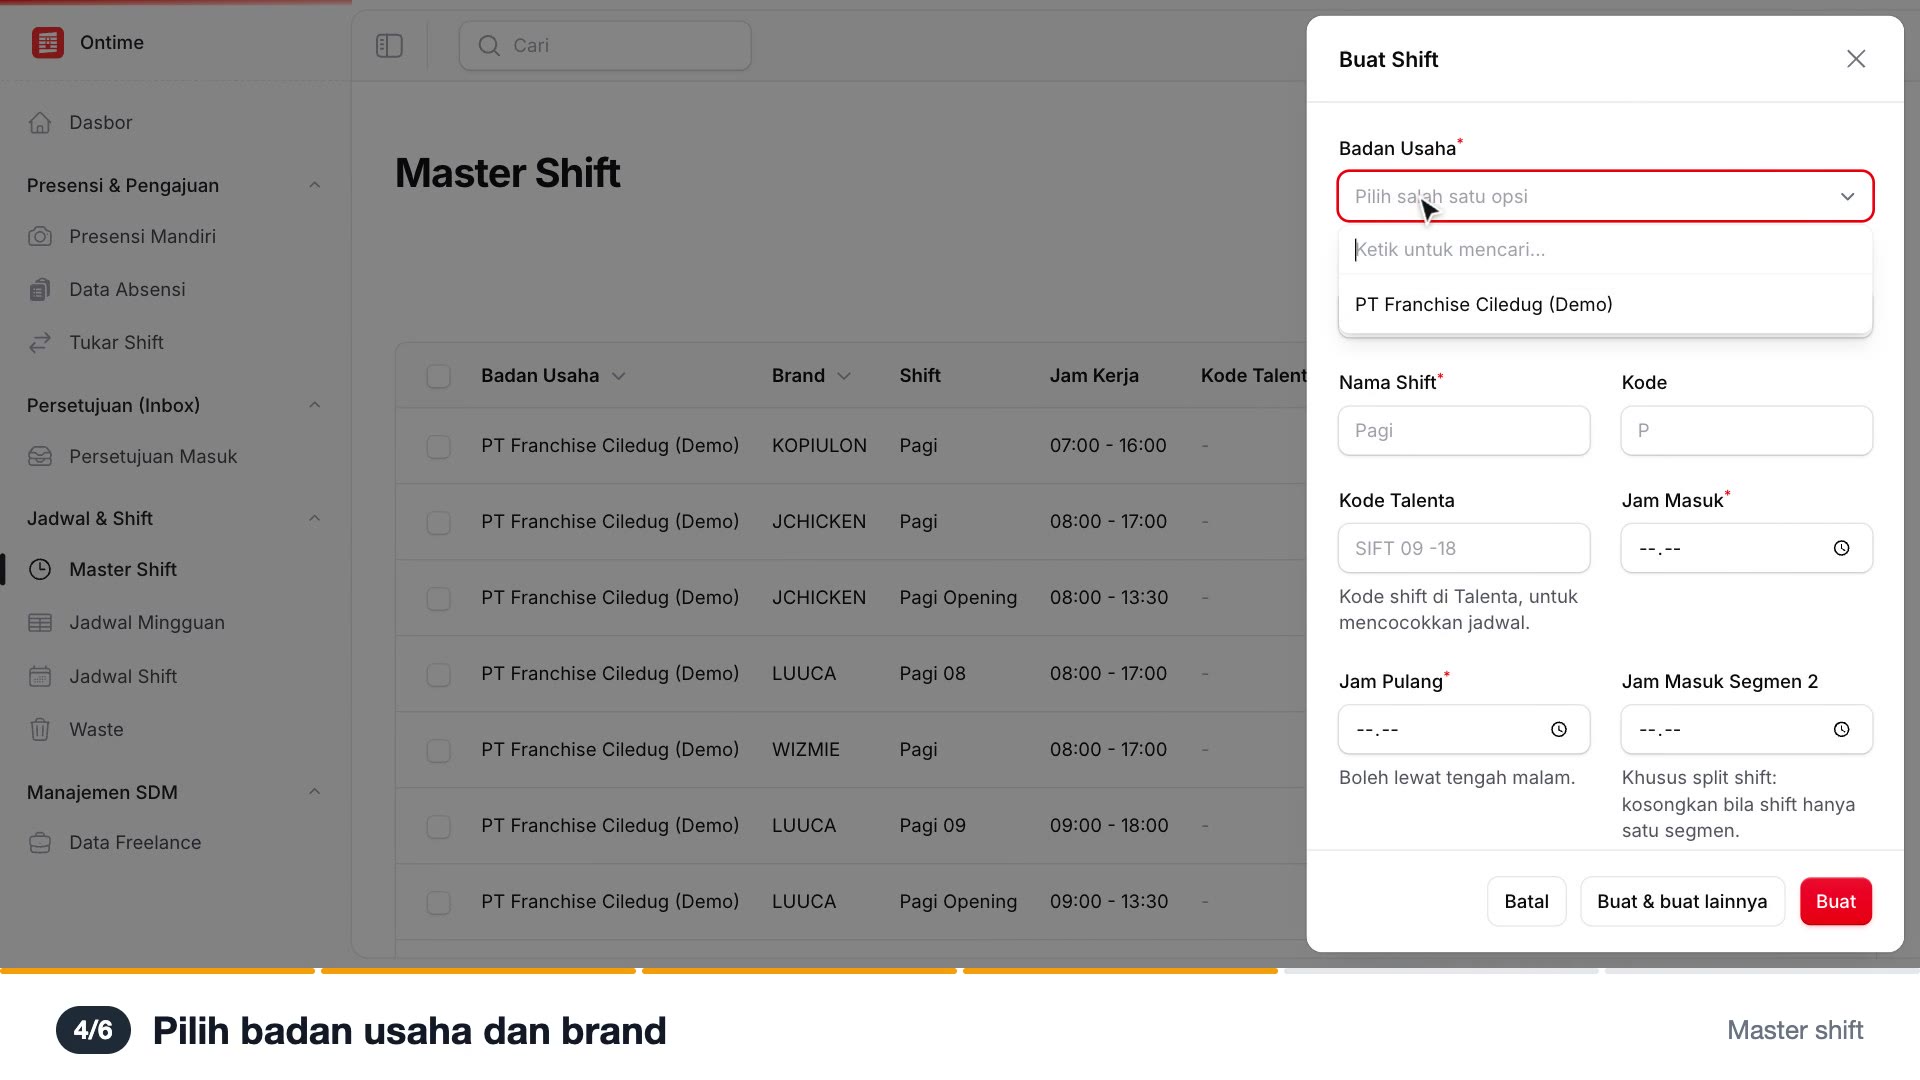 Ontime
Cari
Dasbor
Presensi & Pengajuan
Presensi Mandiri
Data Absensi
Tukar Shift
Persetujuan (Inbox)
Persetujuan Masuk
Jadwal & Shift
Master Shift
Jadwal Mingguan
Jadwal Shift
Waste
Manajemen SDM
Data Freelance
Master Shift
Badan Usaha Brand Shift Jam Kerja Kode Talent
PT Franchise Ciledug (Demo) KOPIULON Pagi 07:00 - 16:00 -
PT Franchise Ciledug (Demo) JCHICKEN Pagi 08:00 - 17:00 -
PT Franchise Ciledug (Demo) JCHICKEN Pagi Opening 08:00 - 13:30 -
PT Franchise Ciledug (Demo) LUUCA Pagi 08 08:00 - 17:00 -
PT Franchise Ciledug (Demo) WIZMIE Pagi 08:00 - 17:00 -
PT Franchise Ciledug (Demo) LUUCA Pagi 09 09:00 - 18:00 -
PT Franchise Ciledug (Demo) LUUCA Pagi Opening 09:00 - 13:30 -
Buat Shift
Badan Usaha*
Pilih salah satu opsi
Ketik untuk mencari...
PT Franchise Ciledug (Demo)
Nama Shift* Kode
Pagi P
Kode Talenta Jam Masuk*
SIFT 09 -18 --.--
Kode shift di Talenta, untuk
mencocokkan jadwal.
Jam Pulang* Jam Masuk Segmen 2
--.-- --.--
Boleh lewat tengah malam. Khusus split shift:
kosongkan bila shift hanya
satu segmen.
Batal Buat & buat lainnya Buat
4/6 Pilih badan usaha dan brand Master shift